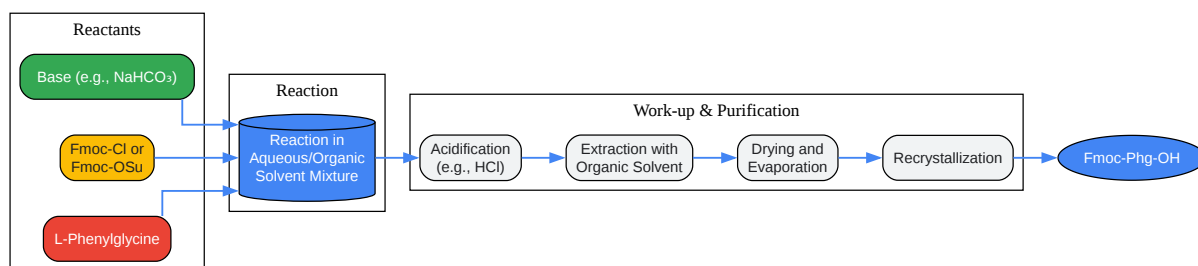 Reactants
Base (e.g., NaHCO₃)
Fmoc-Cl or
Fmoc-OSu
L-Phenylglycine
Reaction
Reaction in
Aqueous/Organic
Solvent Mixture
Work-up & Purification
Acidification
(e.g., HCl)
Extraction with
Organic Solvent
Drying and
Evaporation
Recrystallization
Fmoc-Phg-OH